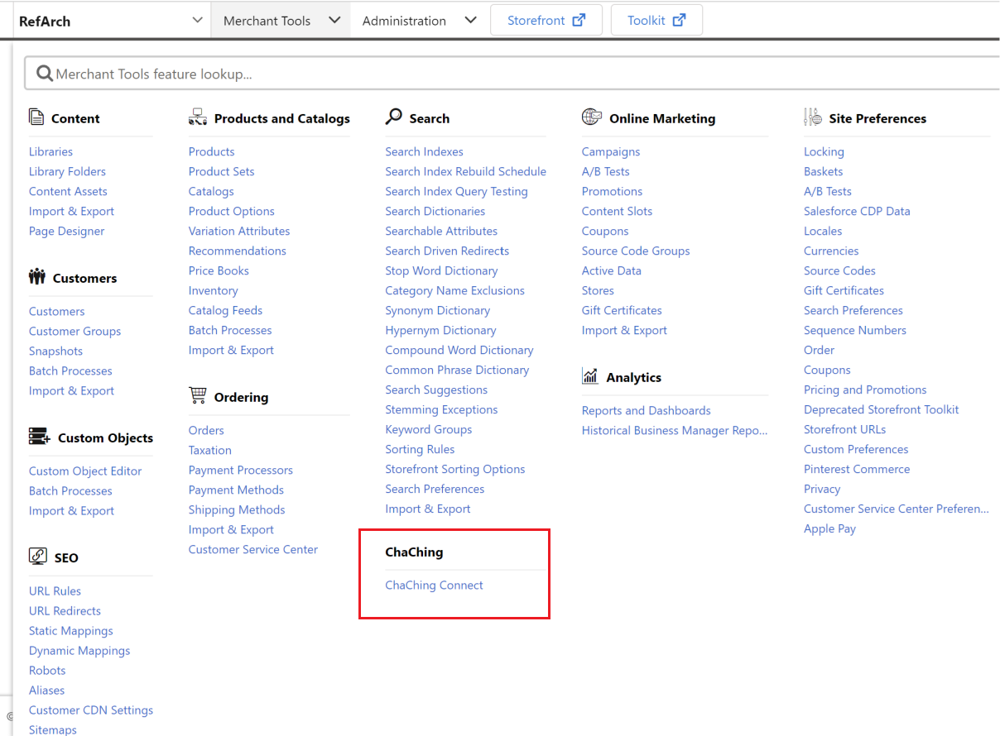 RefArch
Merchant Tools
Administration
Storefront
Toolkit
Merchant Tools feature lookup...
Content
Libraries
Library Folders
Content Assets
Import & Export
Page Designer
Customers
Customers
Customer Groups
Snapshots
Batch Processes
Import & Export
Custom Objects
Custom Object Editor
Batch Processes
Import & Export
SEO
URL Rules
URL Redirects
Static Mappings
Dynamic Mappings
Robots
Aliases
Customer CDN Settings
Sitemaps
Products and Catalogs
Products
Product Sets
Catalogs
Product Options
Variation Attributes
Recommendations
Price Books
Inventory
Catalog Feeds
Batch Processes
Import & Export
Ordering
Orders
Taxation
Payment Processors
Payment Methods
Shipping Methods
Import & Export
Customer Service Center
Search
Search Indexes
Search Index Rebuild Schedule
Search Index Query Testing
Search Dictionaries
Searchable Attributes
Search Driven Redirects
Stop Word Dictionary
Category Name Exclusions
Synonym Dictionary
Hypernym Dictionary
Compound Word Dictionary
Common Phrase Dictionary
Search Suggestions
Stemming Exceptions
Keyword Groups
Sorting Rules
Storefront Sorting Options
Search Preferences
Import & Export
ChaChing
ChaChing Connect
Online Marketing
Campaigns
A/B Tests
Promotions
Content Slots
Coupons
Source Code Groups
Active Data
Stores
Gift Certificates
Import & Export
Analytics
Reports and Dashboards
Historical Business Manager Repo...
Site Preferences
Locking
Baskets
A/B Tests
Salesforce CDP Data
Locales
Currencies
Source Codes
Gift Certificates
Search Preferences
Sequence Numbers
Order
Coupons
Pricing and Promotions
Deprecated Storefront Toolkit
Storefront URLs
Custom Preferences
Pinterest Commerce
Privacy
Customer Service Center Preferen...
Apple Pay
©